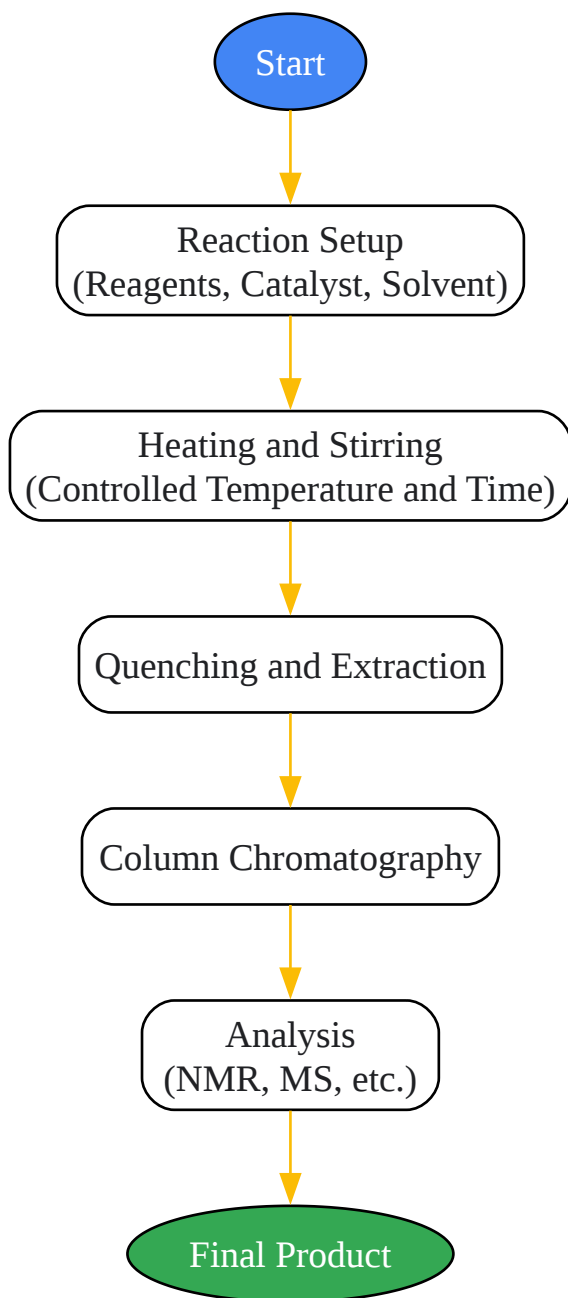 Start
Reaction Setup
(Reagents, Catalyst, Solvent)
Heating and Stirring
(Controlled Temperature and Time)
Quenching and Extraction
Column Chromatography
Analysis
(NMR, MS, etc.)
Final Product